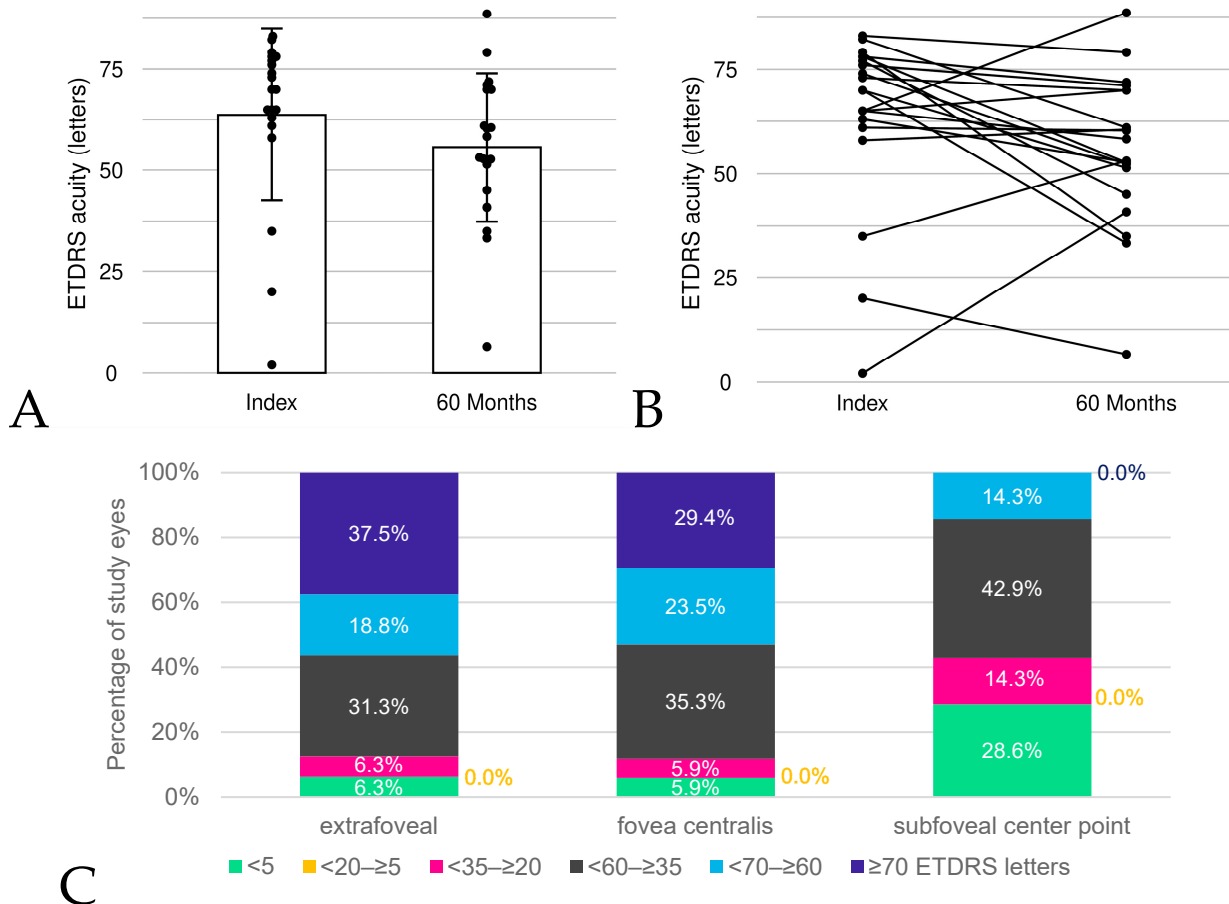 ETDRS acuity (letters)
75
50
25
0
Index
60 Months
A
ETDRS acuity (letters)
75
50
25
0
Index
60 Months
B
Percentage of study eyes
100%
80%
60%
40%
20%
0%
37.5%
18.8%
31.3%
6.3%
6.3%
0.0%
29.4%
23.5%
35.3%
5.9%
5.9%
0.0%
0.0%
14.3%
42.9%
14.3%
0.0%
28.6%
extrafoveal
fovea centralis
subfoveal center point
<5 <20–≥5 <35–≥20 <60–≥35 <70–≥60 ≥70 ETDRS letters
C